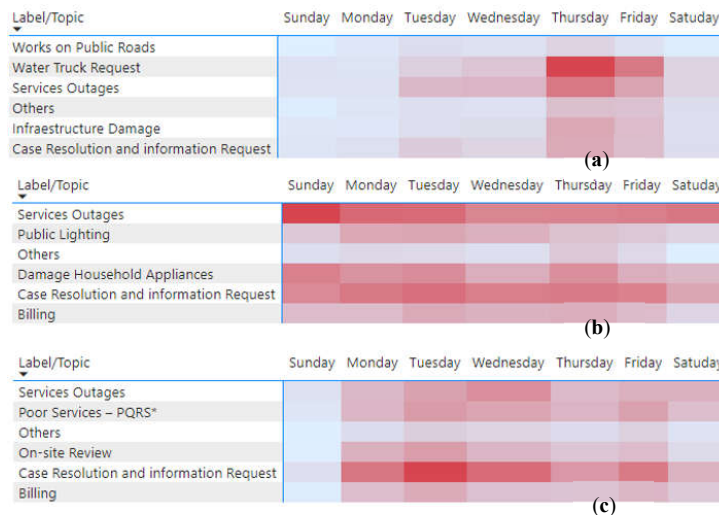 Label/Topic Sunday Monday Tuesday Wednesday Thursday Friday Satuday
Works on Public Roads
Water Truck Request
Services Outages
Others
Infraestructure Damage
Case Resolution and information Request
(a)
Label/Topic Sunday Monday Tuesday Wednesday Thursday Friday Satuday
Services Outages
Public Lighting
Others
Damage Household Appliances
Case Resolution and information Request
Billing
(b)
Label/Topic Sunday Monday Tuesday Wednesday Thursday Friday Satuday
Services Outages
Poor Services – PQRS*
Others
On-site Review
Case Resolution and information Request
Billing
(c)